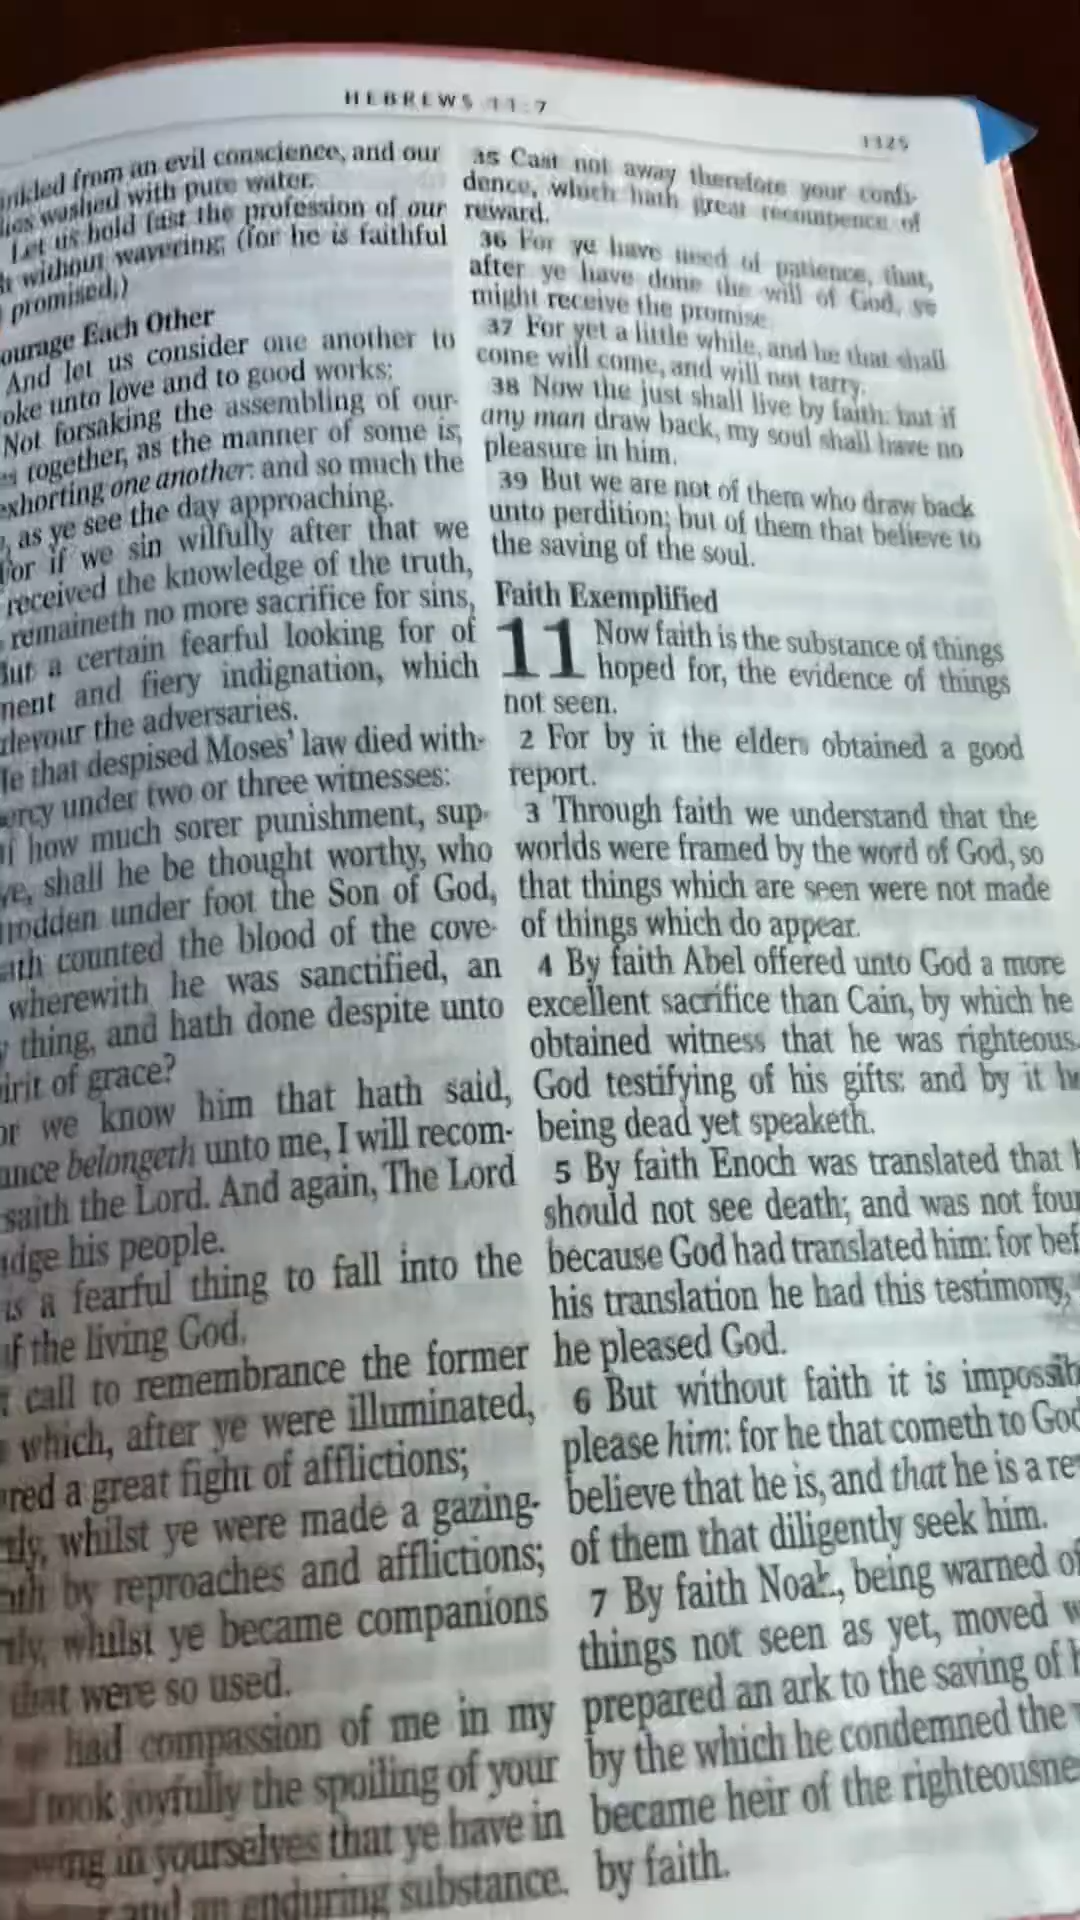 HEBREWS 11:7
1125
from an evil conscience, and our
washed with pure water.
Let us hold fast the profession of our
without wavering; (for he is faithful
promised,)
ourage Each Other
And let us consider one another to
oke unto love and to good works:
Not forsaking the assembling of our-
together, as the manner of some is;
exhorting one another: and so much the
as ye see the day approaching.
For if we sin wilfully after that we
received the knowledge of the truth,
remaineth no more sacrifice for sins,
But a certain fearful looking for of
ment and fiery indignation, which
devour the adversaries.
He that despised Moses' law died with-
ercy under two or three witnesses:
Of how much sorer punishment, sup-
ye, shall he be thought worthy, who
trodden under foot the Son of God,
ath counted the blood of the cove-
wherewith he was sanctified, an
y thing, and hath done despite unto
irit of grace?
or we know him that hath said,
ance belongeth unto me, I will recom-
saith the Lord. And again, The Lord
udge his people.
is a fearful thing to fall into the
of the living God.
t call to remembrance the former
which, after ye were illuminated,
red a great fight of afflictions;
tly, whilst ye were made a gazing-
oth by reproaches and afflictions;
tly, whilst ye became companions
that were so used.
had compassion of me in my
took joyfully the spoiling of your
wing in yourselves that ye have in
and an enduring substance.
35 Cast not away therefore your confi-
dence, which hath great recompence of
reward.
36 For ye have need of patience, that,
after ye have done the will of God, ye
might receive the promise.
37 For yet a little while, and he that shall
come will come, and will not tarry.
38 Now the just shall live by faith: but if
any man draw back, my soul shall have no
pleasure in him.
39 But we are not of them who draw back
unto perdition; but of them that believe to
the saving of the soul.
Faith Exemplified
11 Now faith is the substance of things
hoped for, the evidence of things
not seen.
2 For by it the elders obtained a good
report.
3 Through faith we understand that the
worlds were framed by the word of God, so
that things which are seen were not made
of things which do appear.
4 By faith Abel offered unto God a more
excellent sacrifice than Cain, by which he
obtained witness that he was righteous,
God testifying of his gifts: and by it he
being dead yet speaketh.
5 By faith Enoch was translated that h
should not see death; and was not foun
because God had translated him: for bef
his translation he had this testimony,
he pleased God.
6 But without faith it is impossib
please him: for he that cometh to God
believe that he is, and that he is a re
of them that diligently seek him.
7 By faith Noah, being warned of
things not seen as yet, moved w
prepared an ark to the saving of h
by the which he condemned the w
became heir of the righteousne
by faith.